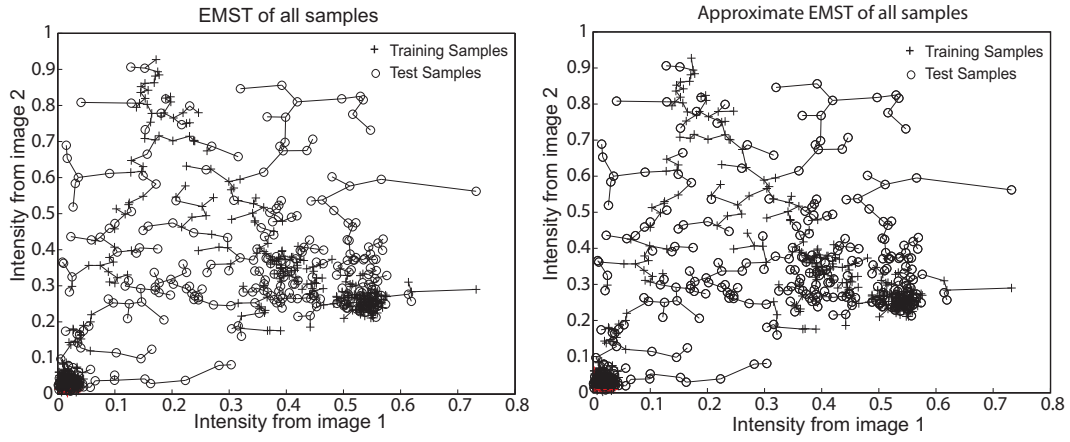 EMST of all samples
1
0.9
0.8
0.7
0.6
0.5
0.4
0.3
0.2
0.1
0
Intensity from image 2
+ Training Samples
○ Test Samples
0 0.1 0.2 0.3 0.4 0.5 0.6 0.7 0.8
Intensity from image 1
Approximate EMST of all samples
1
0.9
0.8
0.7
0.6
0.5
0.4
0.3
0.2
0.1
0
Intensity from image 2
+ Training Samples
○ Test Samples
0 0.1 0.2 0.3 0.4 0.5 0.6 0.7 0.8
Intensity from image 1